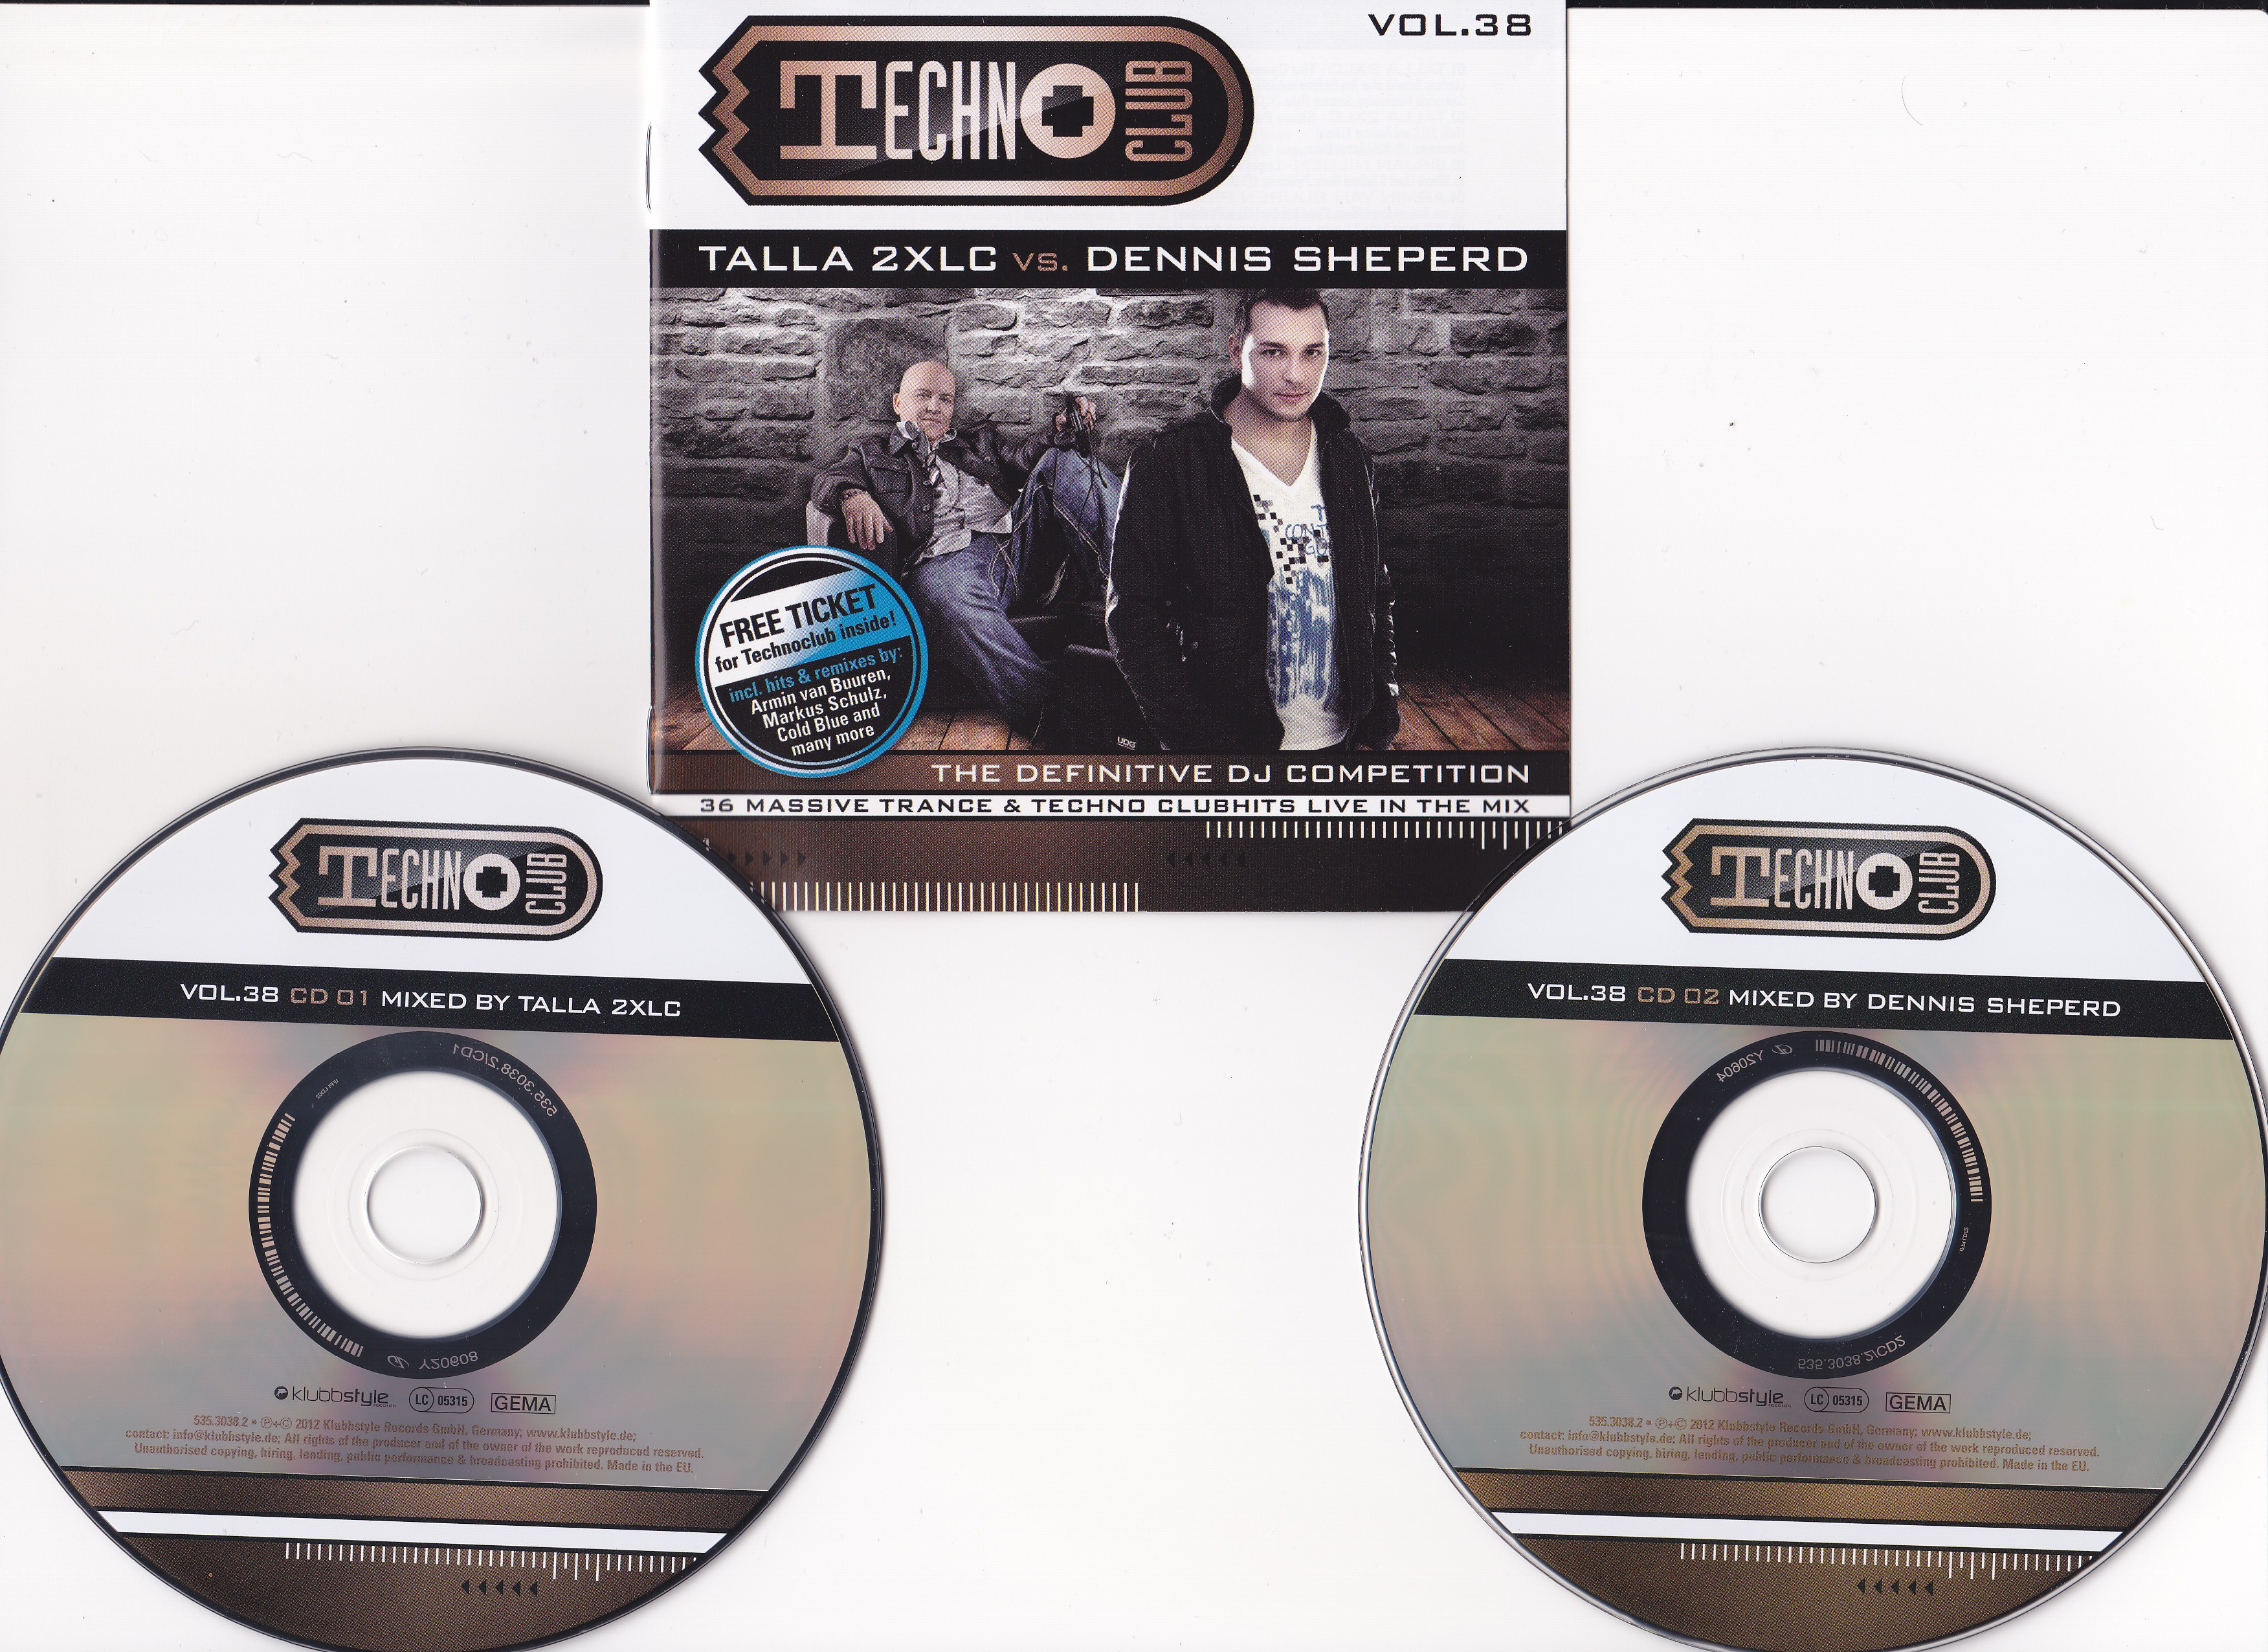 VOL.38
TECHNO CLUB
TALLA 2XLC vs. DENNIS SHEPERD
FREE TICKET
for Technoclub inside!
incl. hits & remixes by:
Armin van Buuren,
Markus Schulz,
Cold Blue and
many more
UDG
THE DEFINITIVE DJ COMPETITION
36 MASSIVE TRANCE & TECHNO CLUBHITS LIVE IN THE MIX
TECHNO CLUB
VOL.38 CD 01 MIXED BY TALLA 2XLC
535.3038.2/CD1
Y20608
klubbstyle records LC 05315 GEMA
535.3038.2 • ℗+© 2012 Klubbstyle Records GmbH, Germany; www.klubbstyle.de;
contact: info@klubbstyle.de; All rights of the producer and of the owner of the work reproduced reserved.
Unauthorised copying, hiring, lending, public performance & broadcasting prohibited. Made in the EU.
TECHNO CLUB
VOL.38 CD 02 MIXED BY DENNIS SHEPERD
Y20604
535.3038.2/CD2
klubbstyle records LC 05315 GEMA
535.3038.2 • ℗+© 2012 Klubbstyle Records GmbH, Germany; www.klubbstyle.de;
contact: info@klubbstyle.de; All rights of the producer and of the owner of the work reproduced reserved.
Unauthorised copying, hiring, lending, public performance & broadcasting prohibited. Made in the EU.